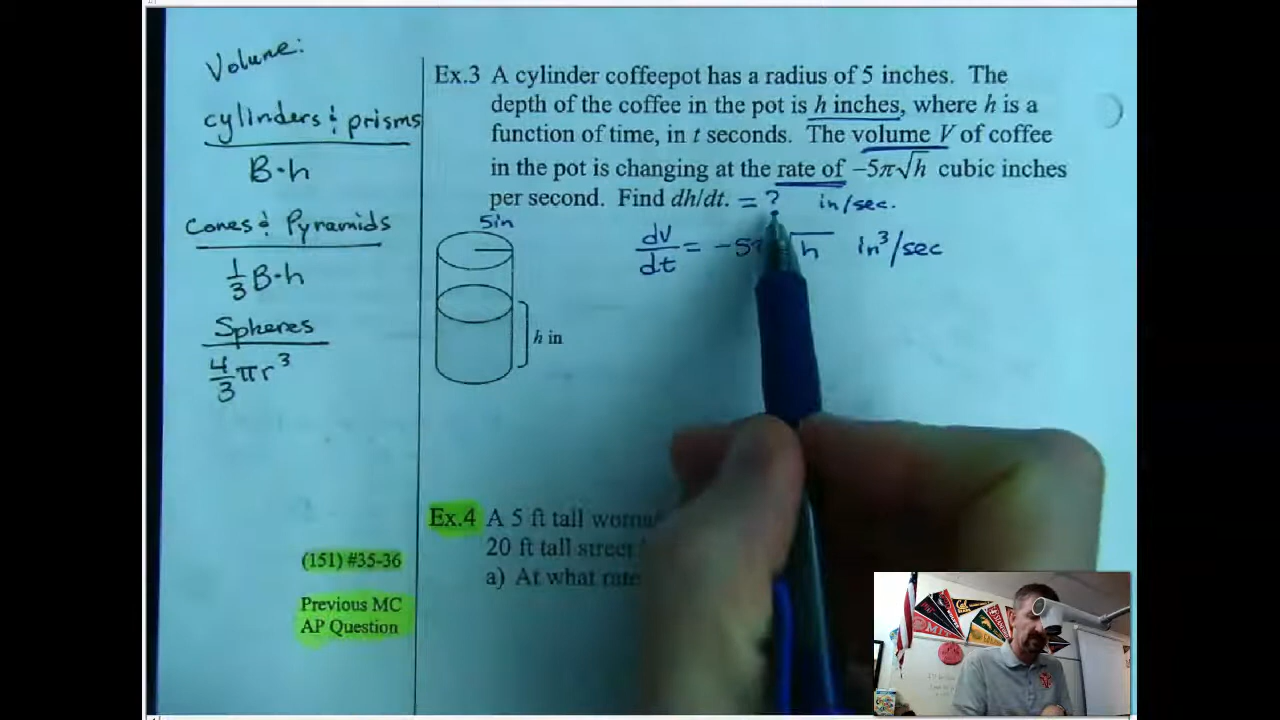 Volume:
cylinders & prisms
B·h
Cones & Pyramids
1/3 B·h
Spheres
4/3 πr³
(151) #35-36
Previous MC
AP Question
Ex.3 A cylinder coffeepot has a radius of 5 inches. The
depth of the coffee in the pot is h inches, where h is a
function of time, in t seconds. The volume V of coffee
in the pot is changing at the rate of −5π√h cubic inches
per second. Find dh/dt. = ? in/sec.
5in
dV/dt = -5 h in³/sec
h in
Ex.4 A 5 ft tall
20 ft tall street
a) At what rate
MIT
Cal